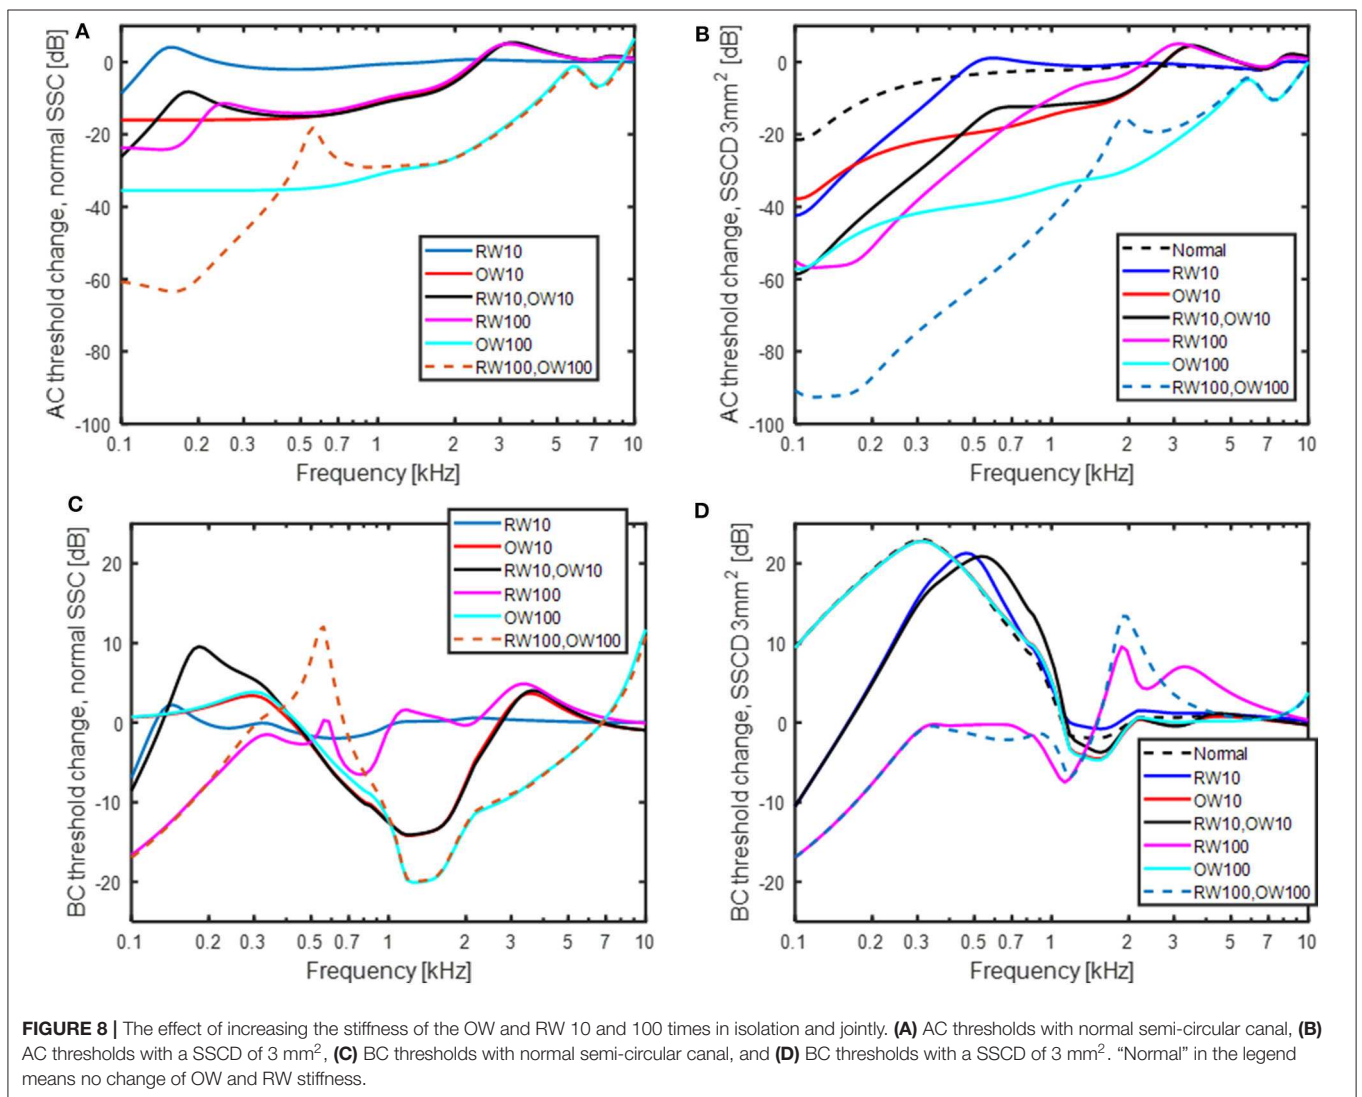 A
AC threshold change, normal SSC [dB]
0
-20
-40
-60
-80
-100
RW10
OW10
RW10,OW10
RW100
OW100
RW100,OW100
0.1 0.2 0.3 0.5 0.7 1 2 3 5 7 10
Frequency [kHz]
B
AC threshold change, SSCD 3mm²  [dB]
0
-20
-40
-60
-80
-100
Normal
RW10
OW10
RW10,OW10
RW100
OW100
RW100,OW100
0.1 0.2 0.3 0.5 0.7 1 2 3 5 7 10
Frequency [kHz]
C
BC threshold change, normal SSC [dB]
20
10
0
-10
-20
RW10
OW10
RW10,OW10
RW100
OW100
RW100,OW100
0.1 0.2 0.3 0.5 0.7 1 2 3 5 7 10
Frequency [kHz]
D
BC threshold change, SSCD 3mm²  [dB]
20
10
0
-10
-20
Normal
RW10
OW10
RW10,OW10
RW100
OW100
RW100,OW100
0.1 0.2 0.3 0.5 0.7 1 2 3 5 7 10
Frequency [kHz]
FIGURE 8 | The effect of increasing the stiffness of the OW and RW 10 and 100 times in isolation and jointly. (A) AC thresholds with normal semi-circular canal, (B)
AC thresholds with a SSCD of 3 mm², (C) BC thresholds with normal semi-circular canal, and (D) BC thresholds with a SSCD of 3 mm². “Normal” in the legend
means no change of OW and RW stiffness.